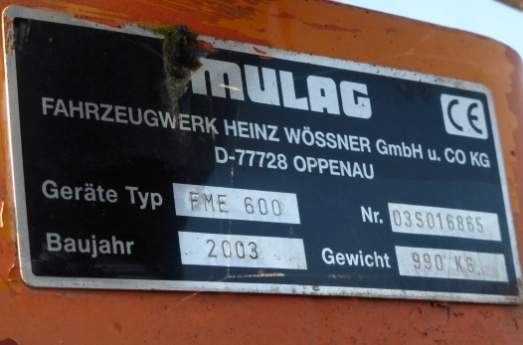 MULAG
CE
FAHRZEUGWERK HEINZ WÖSSNER GmbH u. CO KG
D-77728 OPPENAU
Geräte Typ FME 600 Nr. 03S016865
Baujahr 2003 Gewicht 990 KG